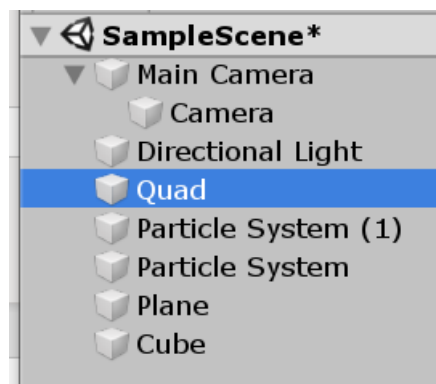 SampleScene*
Main Camera
Camera
Directional Light
Quad
Particle System (1)
Particle System
Plane
Cube